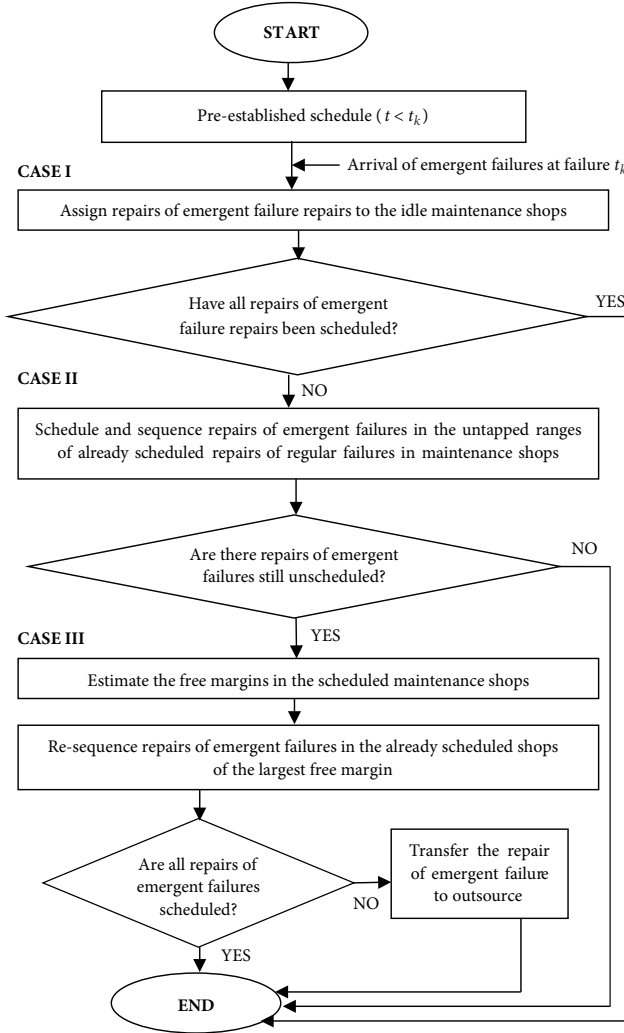 START
Pre-established schedule ( t < t_k )
Arrival of emergent failures at failure t_k
CASE I
Assign repairs of emergent failure repairs to the idle maintenance shops
Have all repairs of emergent
failure repairs been scheduled?
YES
NO
CASE II
Schedule and sequence repairs of emergent failures in the untapped ranges
of already scheduled repairs of regular failures in maintenance shops
Are there repairs of emergent
failures still unscheduled?
NO
YES
CASE III
Estimate the free margins in the scheduled maintenance shops
Re-sequence repairs of emergent failures in the already scheduled shops
of the largest free margin
Are all repairs of
emergent failures
scheduled?
NO
Transfer the repair
of emergent failure
to outsource
YES
END